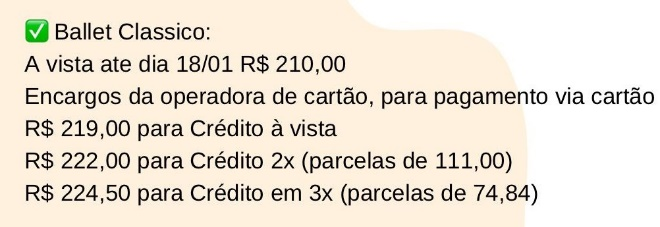 ✅ Ballet Classico:
A vista ate dia 18/01 R$ 210,00
Encargos da operadora de cartão, para pagamento via cartão
R$ 219,00 para Crédito à vista
R$ 222,00 para Crédito 2x (parcelas de 111,00)
R$ 224,50 para Crédito em 3x (parcelas de 74,84)